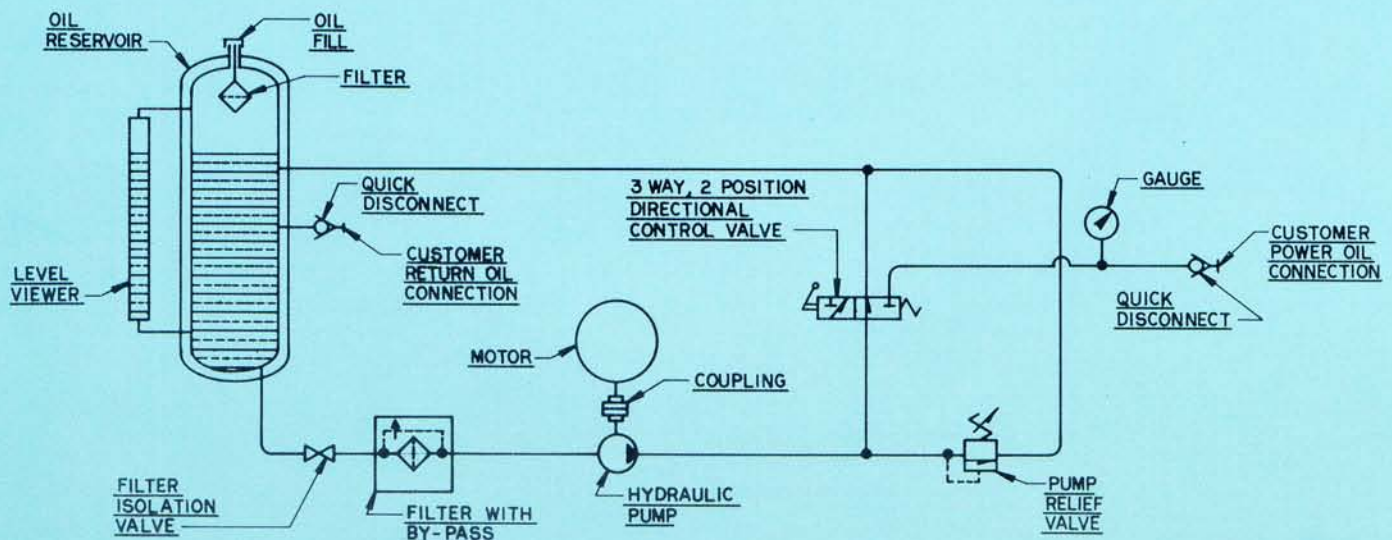 OIL
RESERVOIR
OIL
FILL
FILTER
LEVEL
VIEWER
QUICK
DISCONNECT
CUSTOMER
RETURN OIL
CONNECTION
3 WAY, 2 POSITION
DIRECTIONAL
CONTROL VALVE
GAUGE
CUSTOMER
POWER OIL
CONNECTION
QUICK
DISCONNECT
MOTOR
COUPLING
FILTER
ISOLATION
VALVE
FILTER WITH
BY-PASS
HYDRAULIC
PUMP
PUMP
RELIEF
VALVE